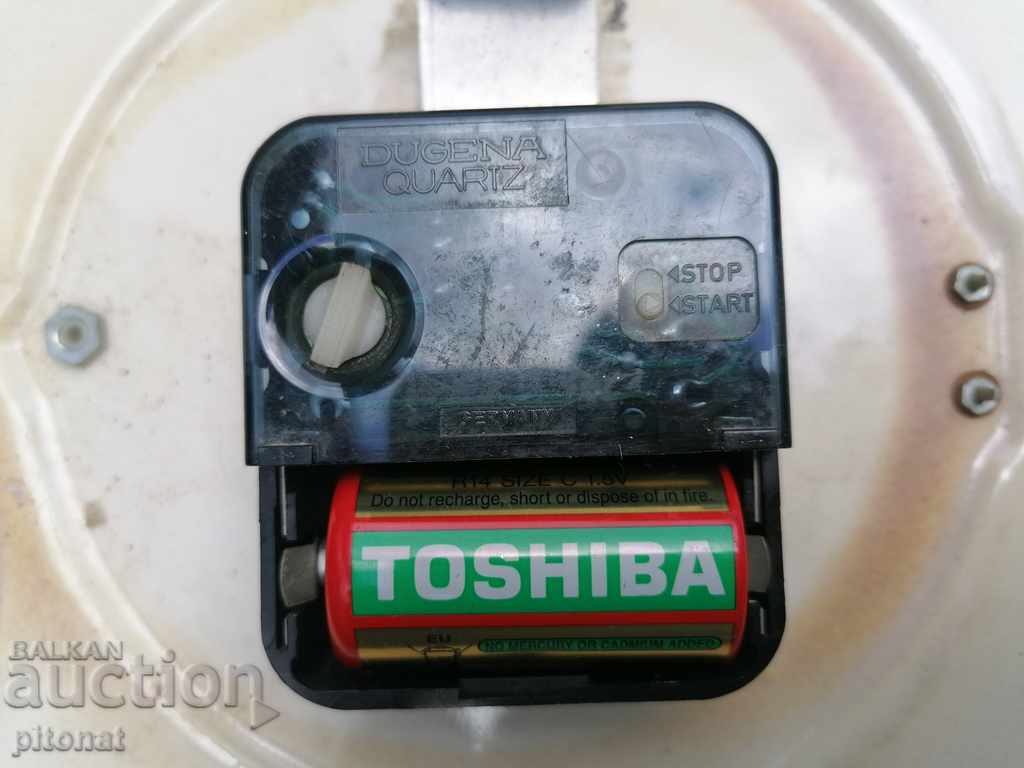 DUGENA
QUARTZ
◄STOP
◄START
GERMANY
R14 SIZE C 1.5V
Do not recharge, short or dispose of in fire.
TOSHIBA
EU
NO MERCURY OR CADMIUM ADDED
BALKAN
auction
pitonat